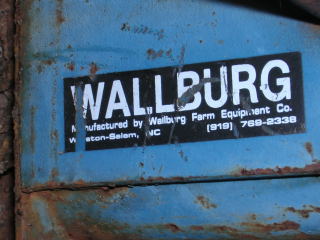 WALLBURG
Manufactured by Wallburg Farm Equipment Co.
Winston-Salem, NC (919) 769-2338